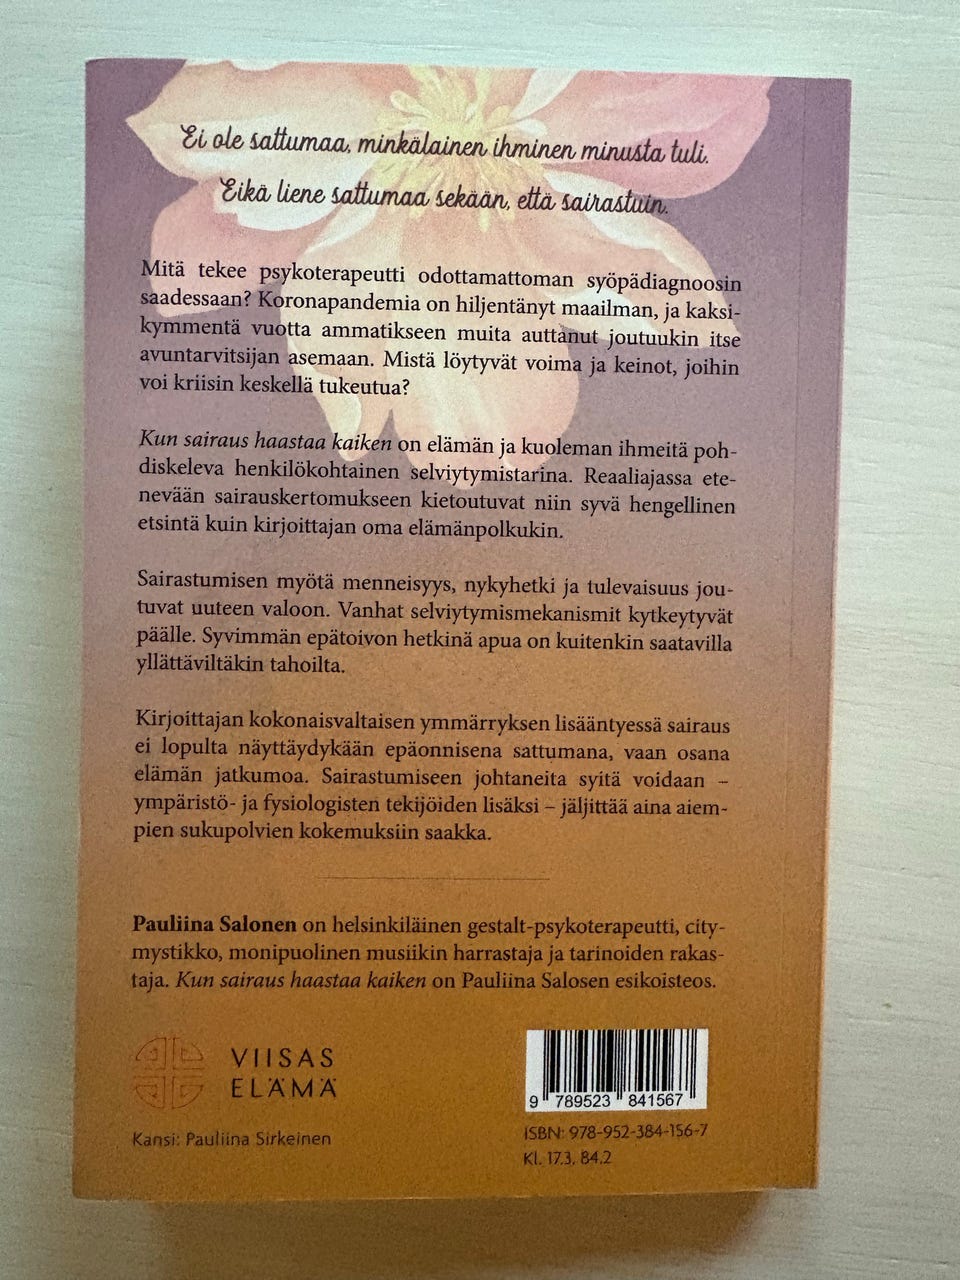 Ei ole sattumaa, minkälainen ihminen minusta tuli.
Eikä liene sattumaa sekään, että sairastuin.
Mitä tekee psykoterapeutti odottamattoman syöpädiagnoosin
saadessaan? Koronapandemia on hiljentänyt maailman, ja kaksi-
kymmentä vuotta ammatikseen muita auttanut joutuukin itse
avuntarvitsijan asemaan. Mistä löytyvät voima ja keinot, joihin
voi kriisin keskellä tukeutua?
Kun sairaus haastaa kaiken on elämän ja kuoleman ihmeitä poh-
diskeleva henkilökohtainen selviytymistarina. Reaaliajassa ete-
nevään sairauskertomukseen kietoutuvat niin syvä hengellinen
etsintä kuin kirjoittajan oma elämänpolkukin.
Sairastumisen myötä menneisyys, nykyhetki ja tulevaisuus jou-
tuvat uuteen valoon. Vanhat selviytymismekanismit kytkeytyvät
päälle. Syvimmän epätoivon hetkinä apua on kuitenkin saatavilla
yllättäviltäkin tahoilta.
Kirjoittajan kokonaisvaltaisen ymmärryksen lisääntyessä sairaus
ei lopulta näyttäydykään epäonnisena sattumana, vaan osana
elämän jatkumoa. Sairastumiseen johtaneita syitä voidaan –
ympäristö- ja fysiologisten tekijöiden lisäksi – jäljittää aina aiem-
pien sukupolvien kokemuksiin saakka.
Pauliina Salonen on helsinkiläinen gestalt-psykoterapeutti, city-
mystikko, monipuolinen musiikin harrastaja ja tarinoiden rakas-
taja. Kun sairaus haastaa kaiken on Pauliina Salosen esikoisteos.
VIISAS
ELÄMÄ
Kansi: Pauliina Sirkeinen
9 789523 841567
ISBN: 978-952-384-156-7
Kl. 17.3, 84.2